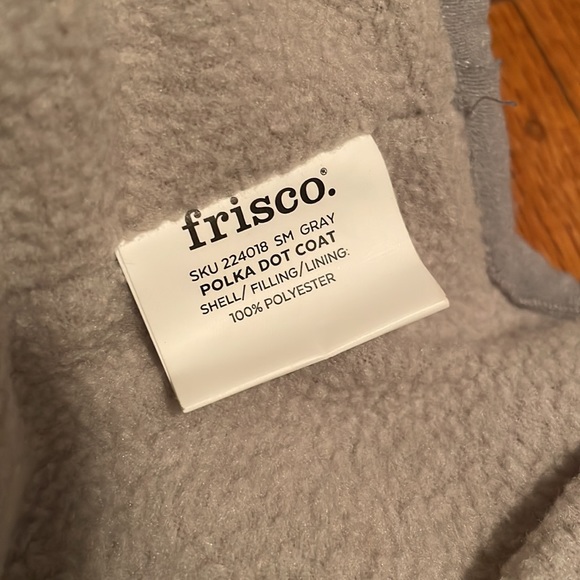 frisco.®
SKU 224018 SM GRAY
POLKA DOT COAT
SHELL/ FILLING/LINING:
100% POLYESTER